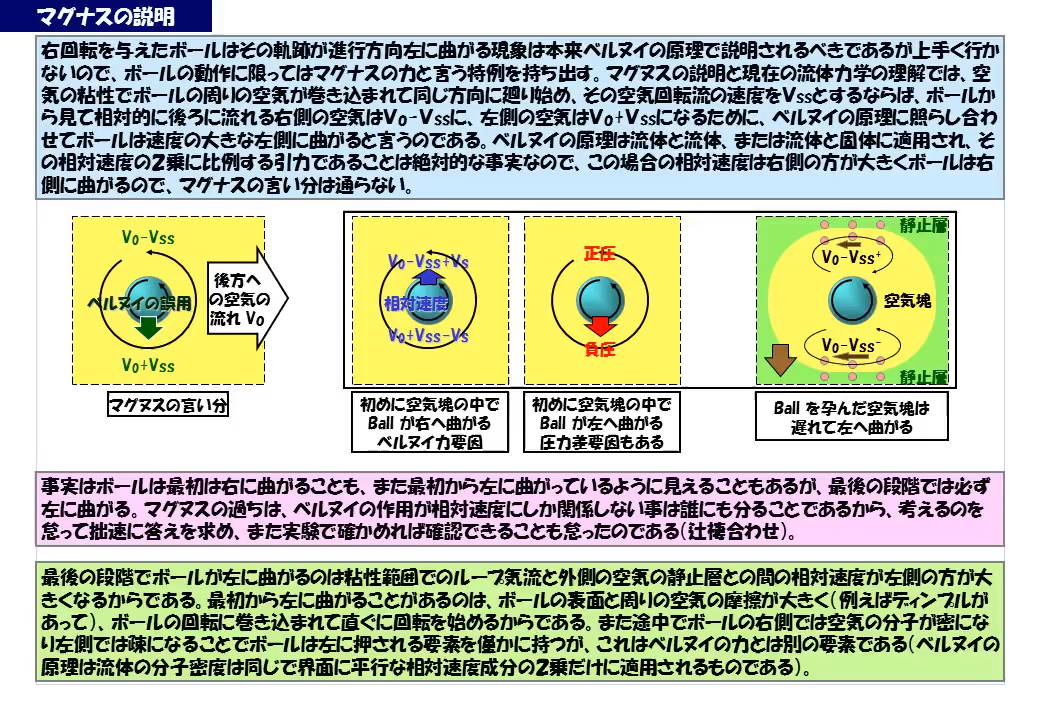 マグナスの説明
右回転を与えたボールはその軌跡が進行方向左に曲がる現象は本来ベルヌイの原理で説明されるべきであるが上手く行か
ないので、ボールの動作に限ってはマグナスの力と言う特例を持ち出す。マグヌスの説明と現在の流体力学の理解では、空
気の粘性でボールの周りの空気が巻き込まれて同じ方向に廻り始め、その空気回転流の速度をVssとするならば、ボールか
ら見て相対的に後ろに流れる右側の空気はV0-Vssに、左側の空気はV0+Vssになるために、ベルヌイの原理に照らし合わ
せてボールは速度の大きな左側に曲がると言うのである。ベルヌイの原理は流体と流体、または流体と固体に適用され、そ
の相対速度の2乗に比例する引力であることは絶対的な事実なので、この場合の相対速度は右側の方が大きくボールは右
側に曲がるので、マグナスの言い分は通らない。
V0-Vss
ベルヌイの誤用
V0+Vss
後方へ
の空気の
流れ V0
マグヌスの言い分
V0-Vss+Vs
相対速度
V0+Vss-Vs
初めに空気塊の中で
Ball が右へ曲がる
ベルヌイ力要因
正圧
負圧
初めに空気塊の中で
Ball が左へ曲がる
圧力差要因もある
静止層
V0-Vss+
空気塊
V0-Vss-
静止層
Ball を孕んだ空気塊は
遅れて左へ曲がる
事実はボールは最初は右に曲がることも、また最初から左に曲がっているように見えることもあるが、最後の段階では必ず
左に曲がる。マグヌスの過ちは、ベルヌイの作用が相対速度にしか関係しない事は誰にも分ることであるから、考えるのを
怠って拙速に答えを求め、また実験で確かめれば確認できることも怠ったのである(辻褄合わせ)。
最後の段階でボールが左に曲がるのは粘性範囲でのループ気流と外側の空気の静止層との間の相対速度が左側の方が大
きくなるからである。最初から左に曲がることがあるのは、ボールの表面と周りの空気の摩擦が大きく(例えばディンプルが
あって)、ボールの回転に巻き込まれて直ぐに回転を始めるからである。また途中でボールの右側では空気の分子が密にな
り左側では疎になることでボールは左に押される要素を僅かに持つが、これはベルヌイの力とは別の要素である(ベルヌイの
原理は流体の分子密度は同じで界面に平行な相対速度成分の2乗だけに適用されるものである)。